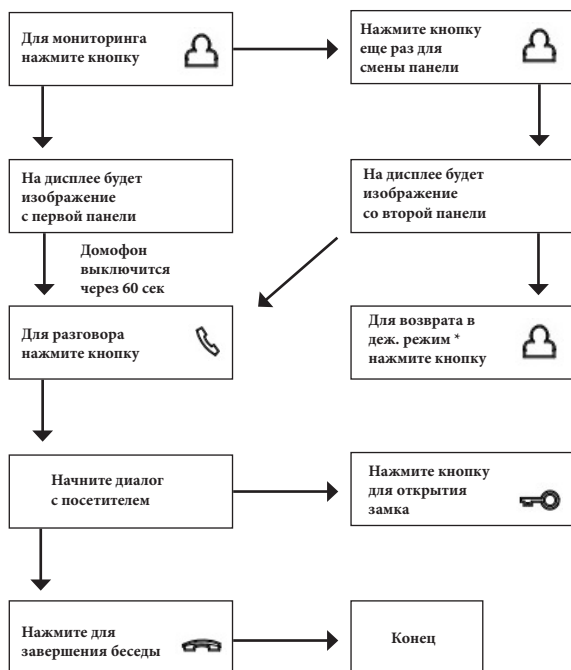 Для мониторинга
нажмите кнопку
Нажмите кнопку
еще раз для
смены панели
На дисплее будет
изображение
с первой панели
На дисплее будет
изображение
со второй панели
Домофон
выключится
через 60 сек
Для разговора
нажмите кнопку
Для возврата в
деж. режим *
нажмите кнопку
Начните диалог
с посетителем
Нажмите кнопку
для открытия
замка
Нажмите для
завершения беседы
Конец